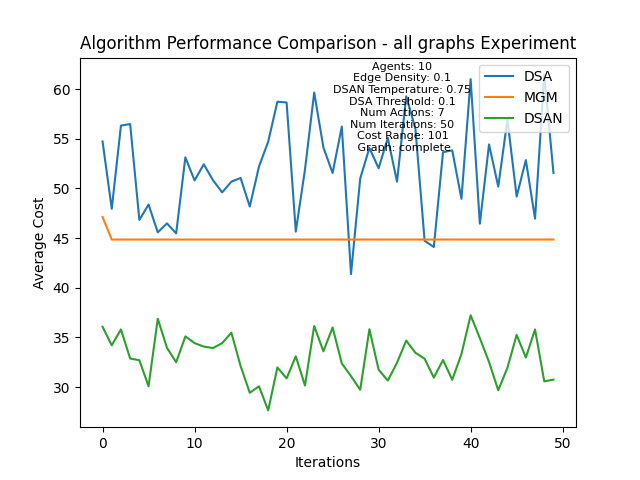 Algorithm Performance Comparison - all graphs Experiment
Agents: 10
Edge Density: 0.1
DSAN Temperature: 0.75
DSA Threshold: 0.1
Num Actions: 7
Num Iterations: 50
Cost Range: 101
Graph: complete
DSA
MGM
DSAN
60
55
50
45
40
35
30
Average Cost
0
10
20
30
40
50
Iterations